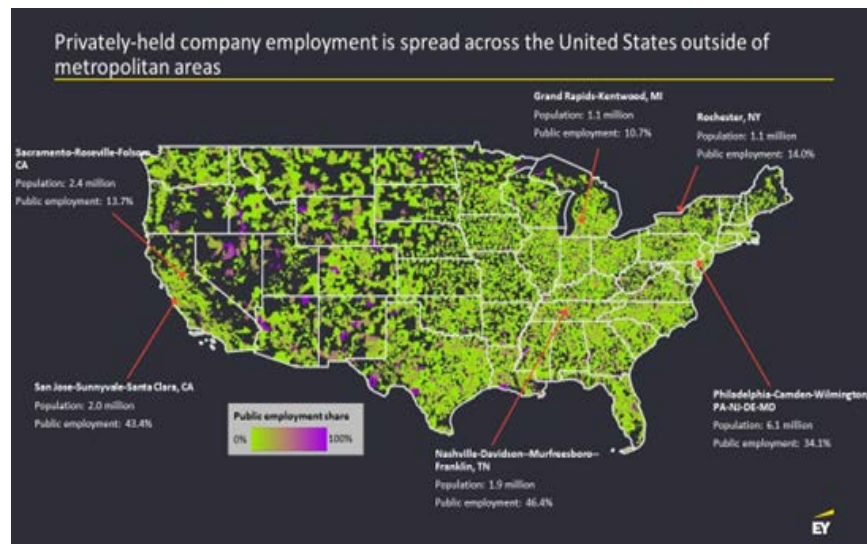 Privately-held company employment is spread across the United States outside of
metropolitan areas
Grand Rapids-Kentwood, MI
Population: 1.1 million
Public employment: 10.7%
Rochester, NY
Population: 1.1 million
Public employment: 14.0%
Sacramento-Roseville-Folsom,
CA
Population: 2.4 million
Public employment: 13.7%
San Jose-Sunnyvale-Santa Clara, CA
Population: 2.0 million
Public employment: 43.4%
Public employment share
0%
100%
Nashville-Davidson--Murfreesboro--
Franklin, TN
Population: 1.9 million
Public employment: 46.4%
Philadelphia-Camden-Wilmington,
PA-NJ-DE-MD
Population: 6.1 million
Public employment: 34.1%
EY